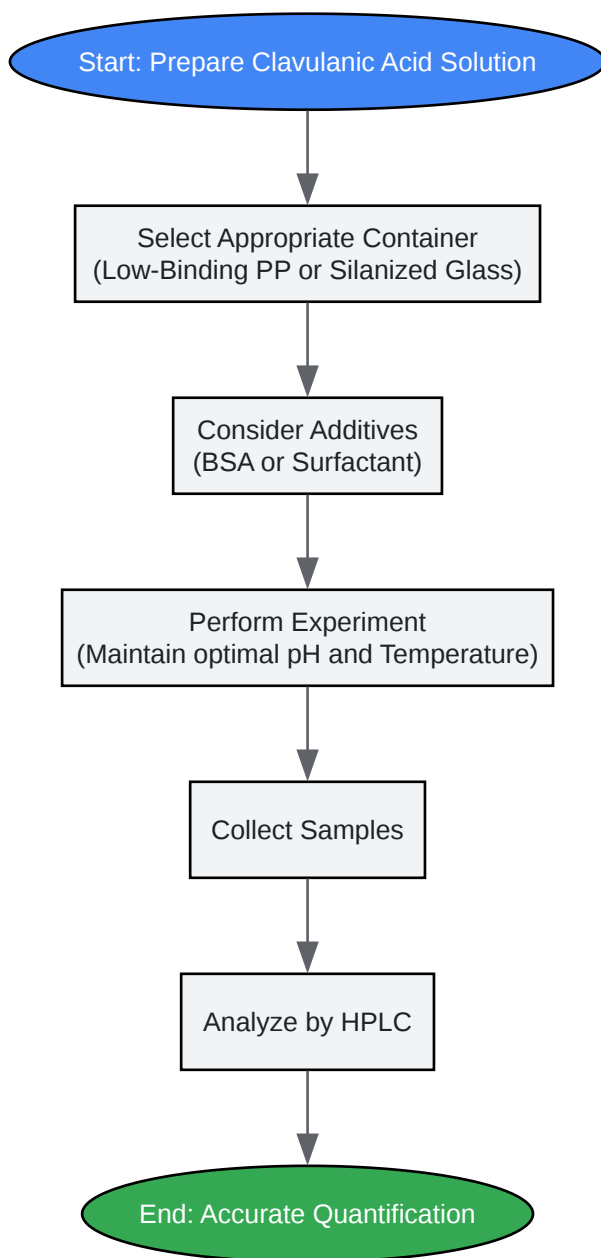 Start: Prepare Clavulanic Acid Solution
Select Appropriate Container
(Low-Binding PP or Silanized Glass)
Consider Additives
(BSA or Surfactant)
Perform Experiment
(Maintain optimal pH and Temperature)
Collect Samples
Analyze by HPLC
End: Accurate Quantification